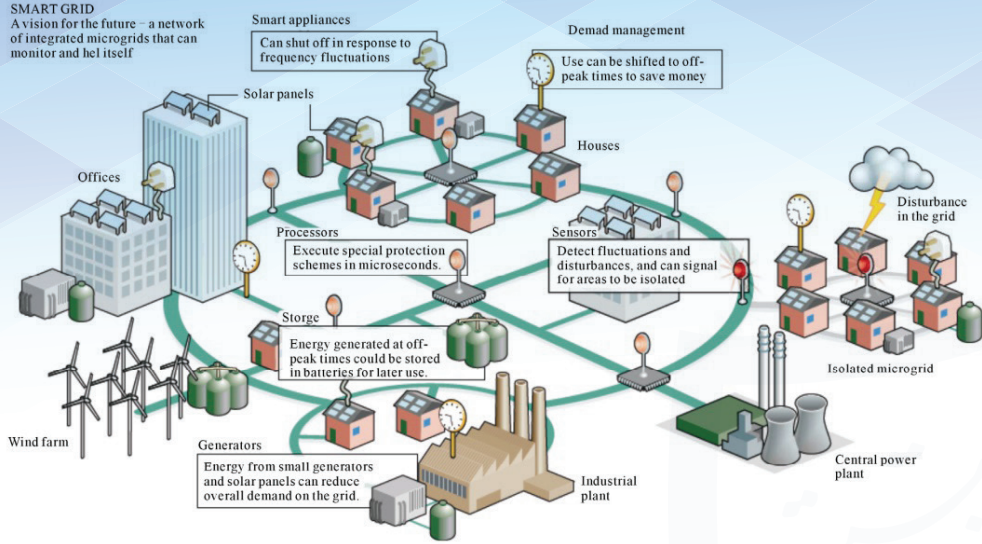 SMART GRID
A vision for the future – a network
of integrated microgrids that can
monitor and hel itself
Smart appliances
Can shut off in response to
frequency fluctuations
Demad management
Use can be shifted to off-
peak times to save money
Solar panels
Houses
Offices
Disturbance
in the grid
Processors
Execute special protection
schemes in microseconds.
Sensors
Detect fluctuations and
disturbances, and can signal
for areas to be isolated
Storge
Energy generated at off-
peak times could be stored
in batteries for later use.
Isolated microgrid
Wind farm
Generators
Energy from small generators
and solar panels can reduce
overall demand on the grid.
Industrial
plant
Central power
plant